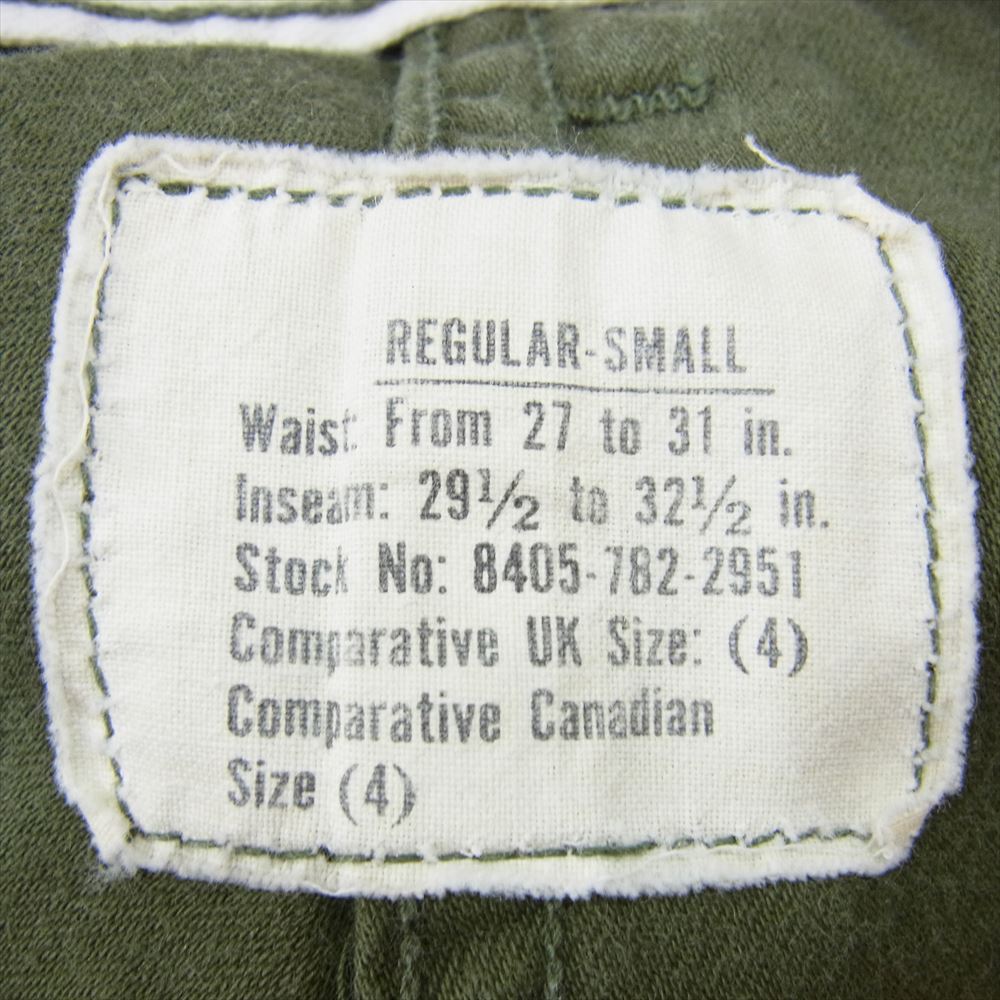 REGULAR-SMALL
Waist: From 27 to 31 in.
Inseam: 29½ to 32½ in.
Stock No: 8405-782-2951
Comparative UK Size: (4)
Comparative Canadian
Size (4)